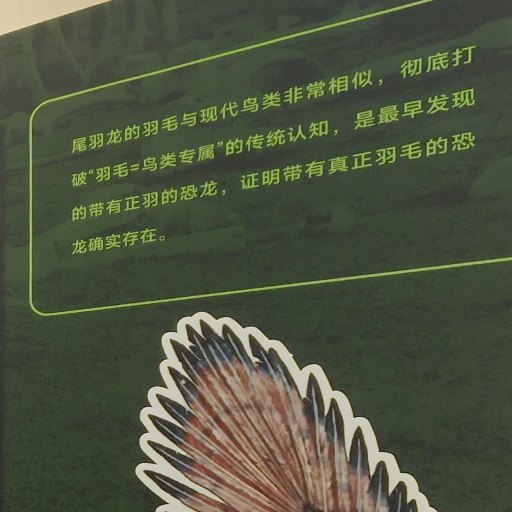 尾羽龙的羽毛与现代鸟类非常相似，彻底打
破“羽毛=鸟类专属”的传统认知，是最早发现
的带有正羽的恐龙，证明带有真正羽毛的恐
龙确实存在。